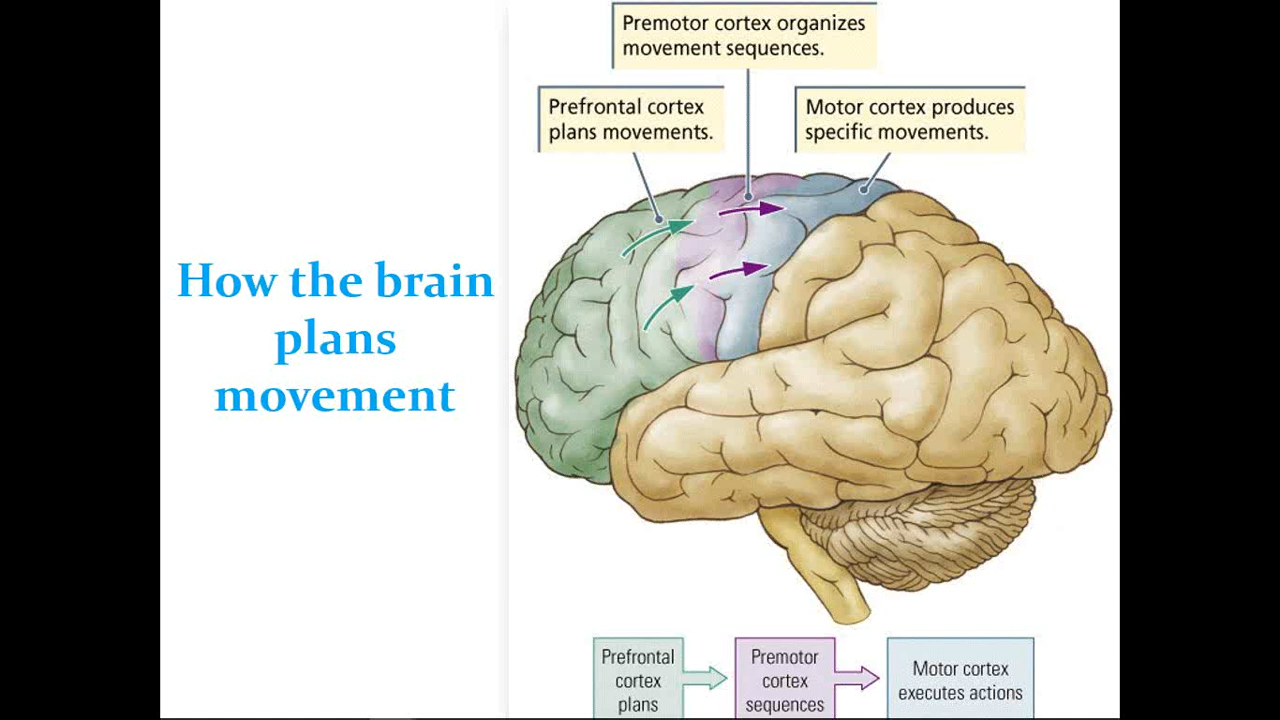 How the brain
plans
movement
Premotor cortex organizes
movement sequences.
Prefrontal cortex
plans movements.
Motor cortex produces
specific movements.
Prefrontal
cortex
plans
Premotor
cortex
sequences
Motor cortex
executes actions